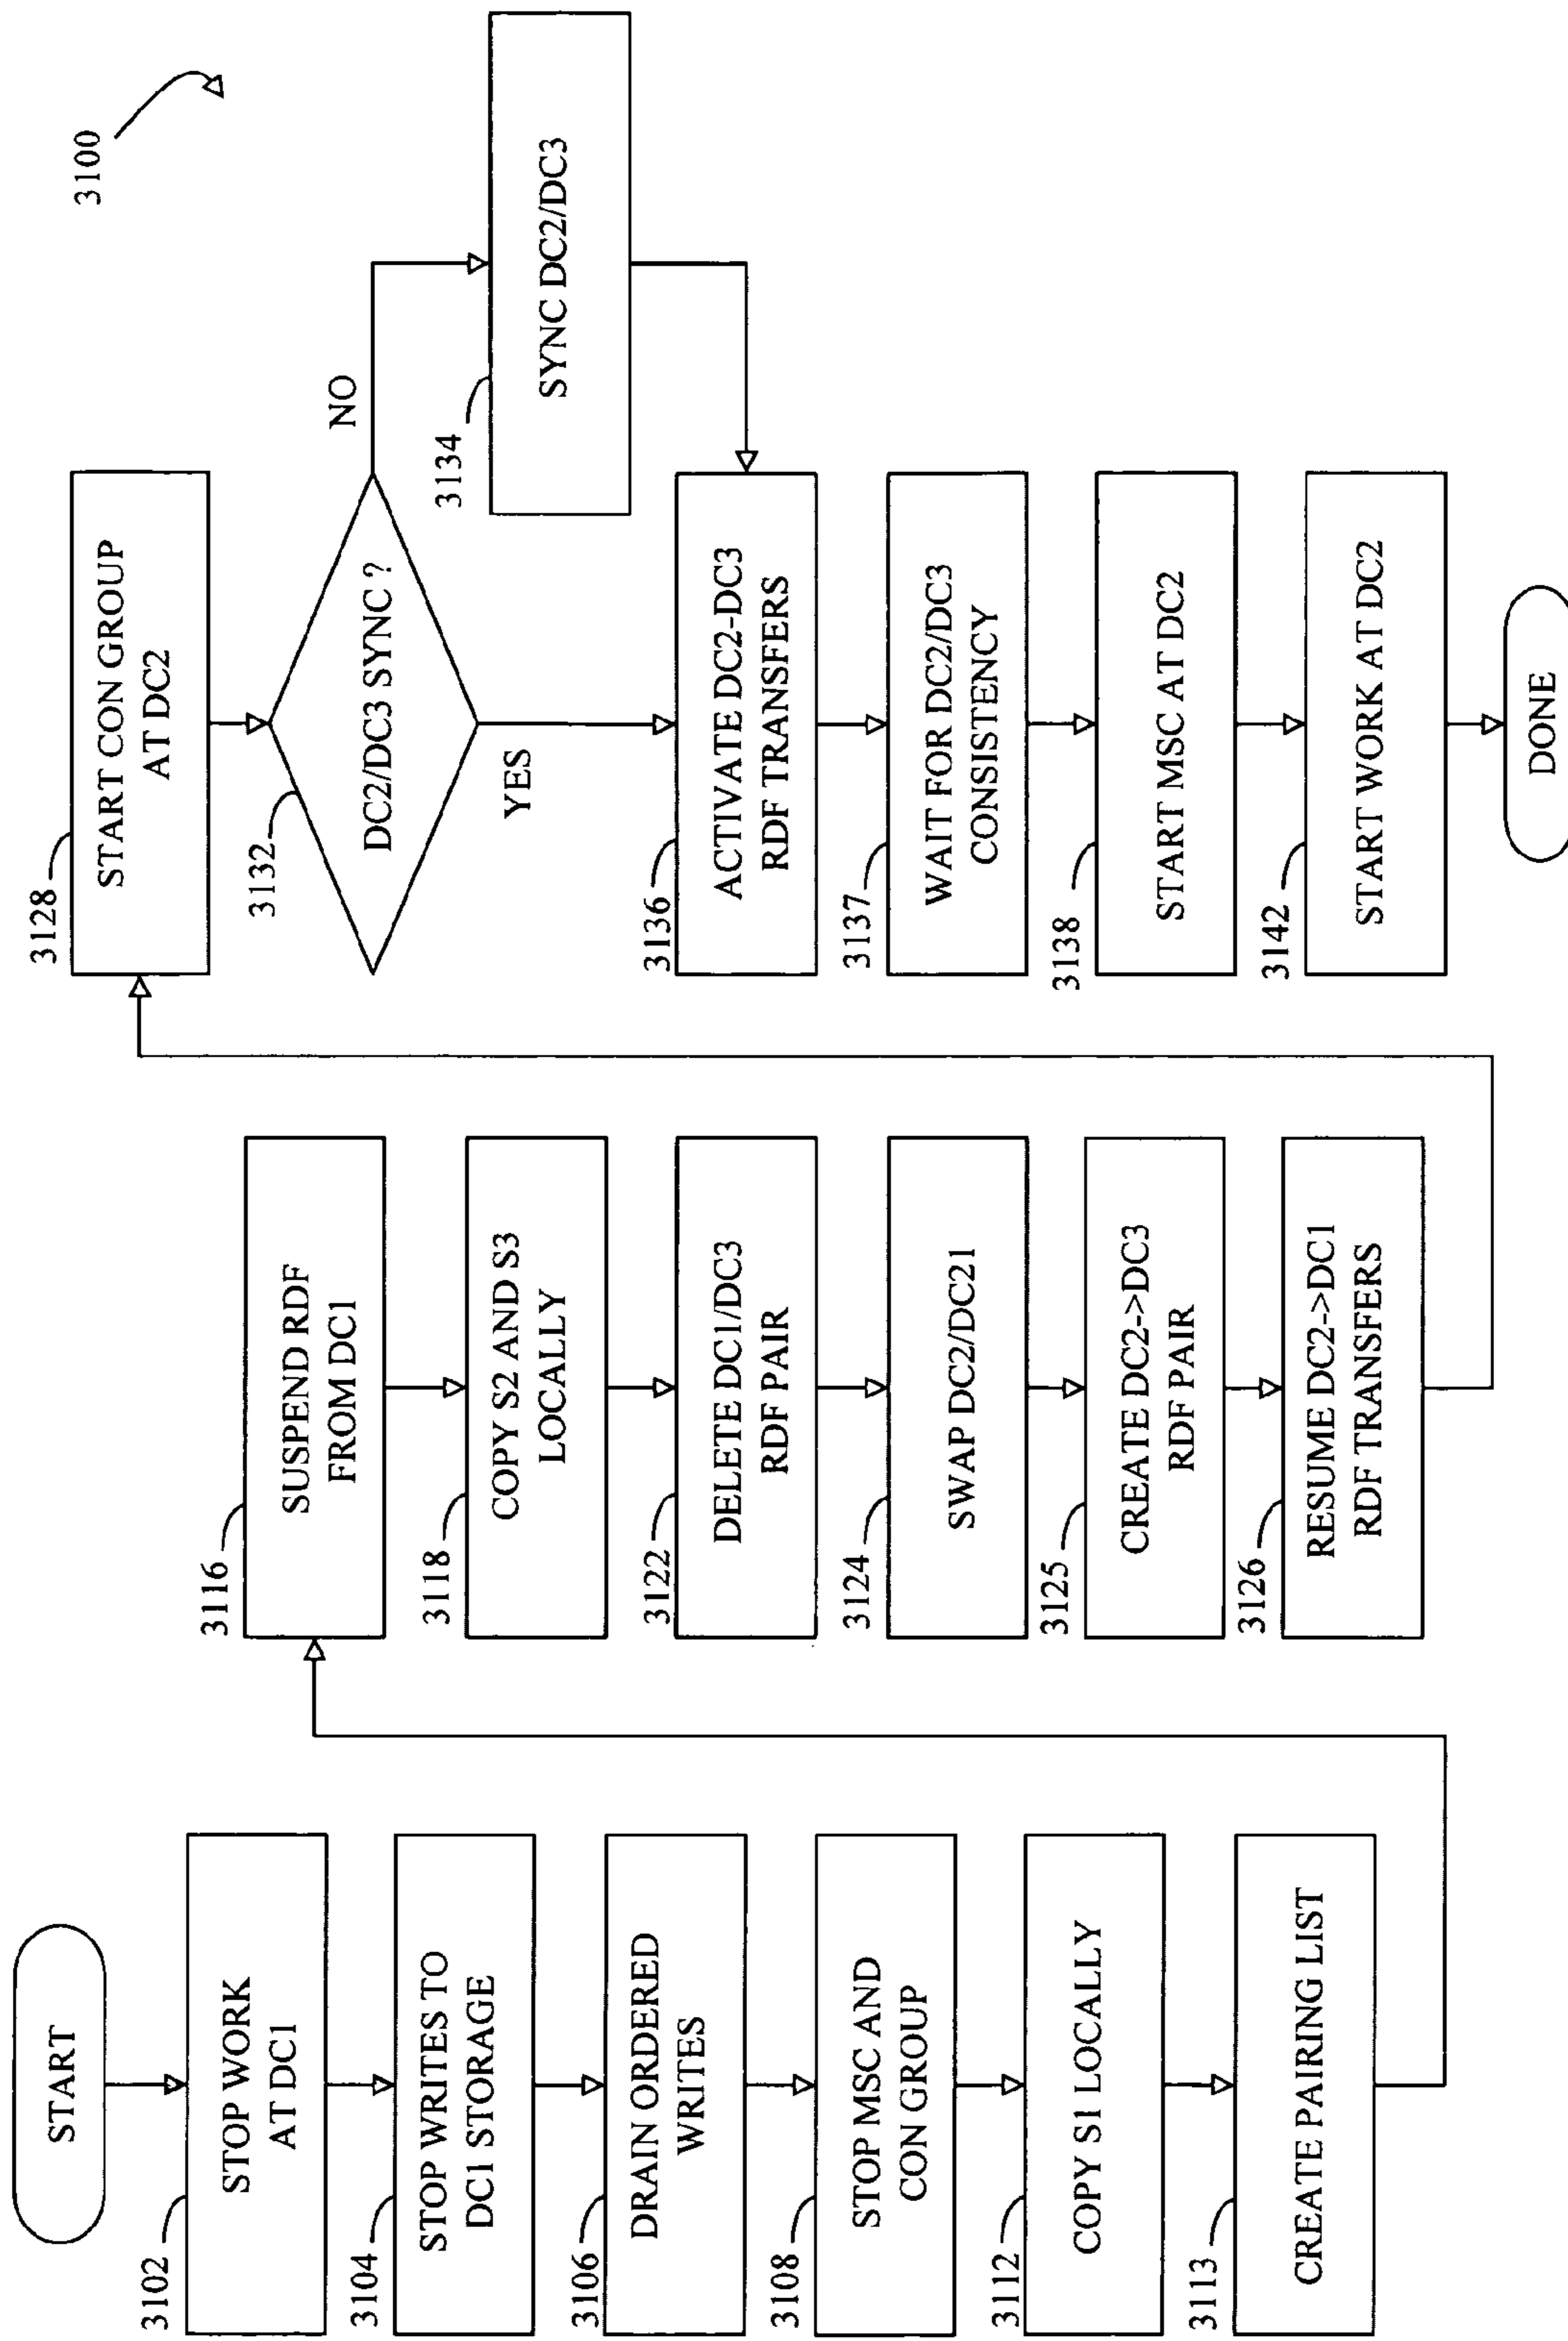 3100
START
3102
STOP WORK
AT DC1
3104
STOP WRITES TO
DC1 STORAGE
3106
DRAIN ORDERED
WRITES
3108
STOP MSC AND
CON GROUP
3112
COPY S1 LOCALLY
3113
CREATE PAIRING LIST
3116
SUSPEND RDF
FROM DC1
3118
COPY S2 AND S3
LOCALLY
3122
DELETE DC1/DC3
RDF PAIR
3124
SWAP DC2/DC21
3125
CREATE DC2->DC3
RDF PAIR
3126
RESUME DC2->DC1
RDF TRANSFERS
3128
START CON GROUP
AT DC2
3132
DC2/DC3 SYNC ?
NO
YES
3134
SYNC DC2/DC3
3136
ACTIVATE DC2-DC3
RDF TRANSFERS
3137
WAIT FOR DC2/DC3
CONSISTENCY
3138
START MSC AT DC2
3142
START WORK AT DC2
DONE